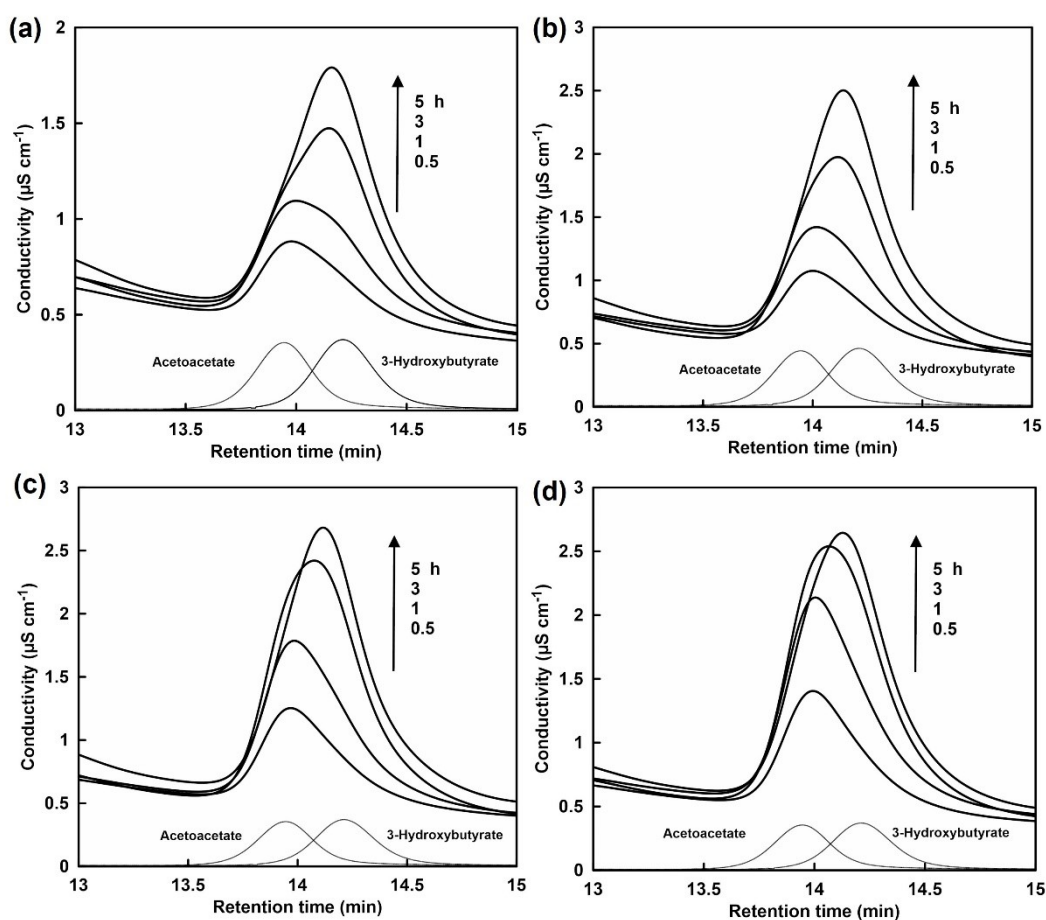 (a)
2
1.5
1
0.5
0
Conductivity (µS cm-1)
5 h
3
1
0.5
Acetoacetate
3-Hydroxybutyrate
13
13.5
14
14.5
15
Retention time (min)
(b)
3
2.5
2
1.5
1
0.5
0
Conductivity (µS cm-1)
5 h
3
1
0.5
Acetoacetate
3-Hydroxybutyrate
13
13.5
14
14.5
15
Retention time (min)
(c)
3
2.5
2
1.5
1
0.5
0
Conductivity (µS cm-1)
5 h
3
1
0.5
Acetoacetate
3-Hydroxybutyrate
13
13.5
14
14.5
15
Retention time (min)
(d)
3
2.5
2
1.5
1
0.5
0
Conductivity (µS cm-1)
5 h
3
1
0.5
Acetoacetate
3-Hydroxybutyrate
13
13.5
14
14.5
15
Retention time (min)